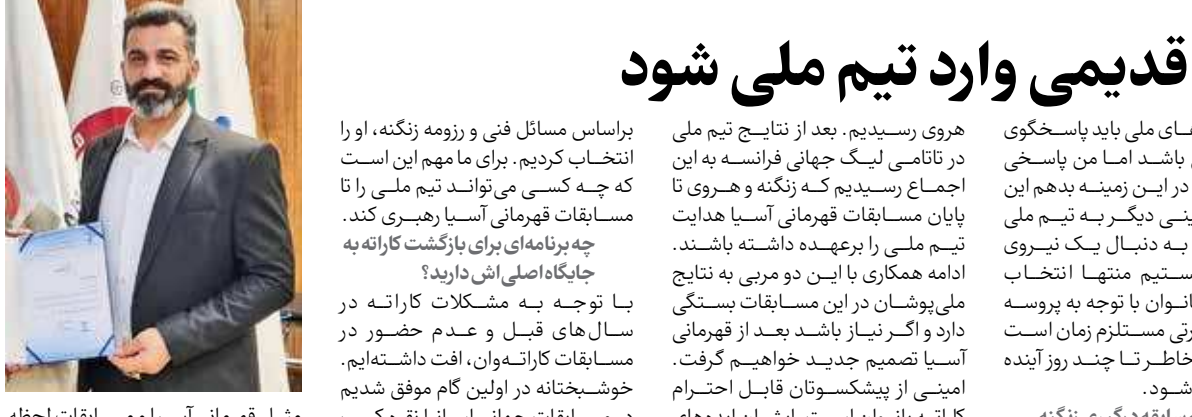 قدیمی وارد تیم ملی شود
ملی باید پاسخگوی
باشد اما من پاسخی
در این زمینه بدهم این
دیگر به تیم ملی
به دنبال یک نیروی
منتها انتخاب
با توجه به پروسه
مستلزم زمان است
تا چند روز آینده
هروی رسیدیم. بعد از نتایج تیم ملی
در تاتامی لیگ جهانی فرانسه به این
اجماع رسیدیم که زنگنه و هروی تا
پایان مسابقات قهرمانی آسیا هدایت
تیم ملی را برعهده داشته باشند.
ادامه همکاری با این دو مربی به نتایج
ملی‌پوشان در این مسابقات بستگی
دارد و اگر نیاز باشد بعد از قهرمانی
آسیا تصمیم جدید خواهیم گرفت.
امینی از پیشکسوتان قابل احترام
براساس مسائل فنی و رزومه زنگنه، او را
انتخاب کردیم. برای ما مهم این است
که چه کسی می‌تواند تیم ملی را تا
مسابقات قهرمانی آسیا رهبری کند.
چه برنامه‌ای برای بازگشت کاراته به
جایگاه اصلی‌اش دارید؟
با توجه به مشکلات کاراته در
سال‌های قبل و عدم حضور در
مسابقات کاراته‌وان، افت داشته‌ایم.
خوشبختانه در اولین گام موفق شدیم